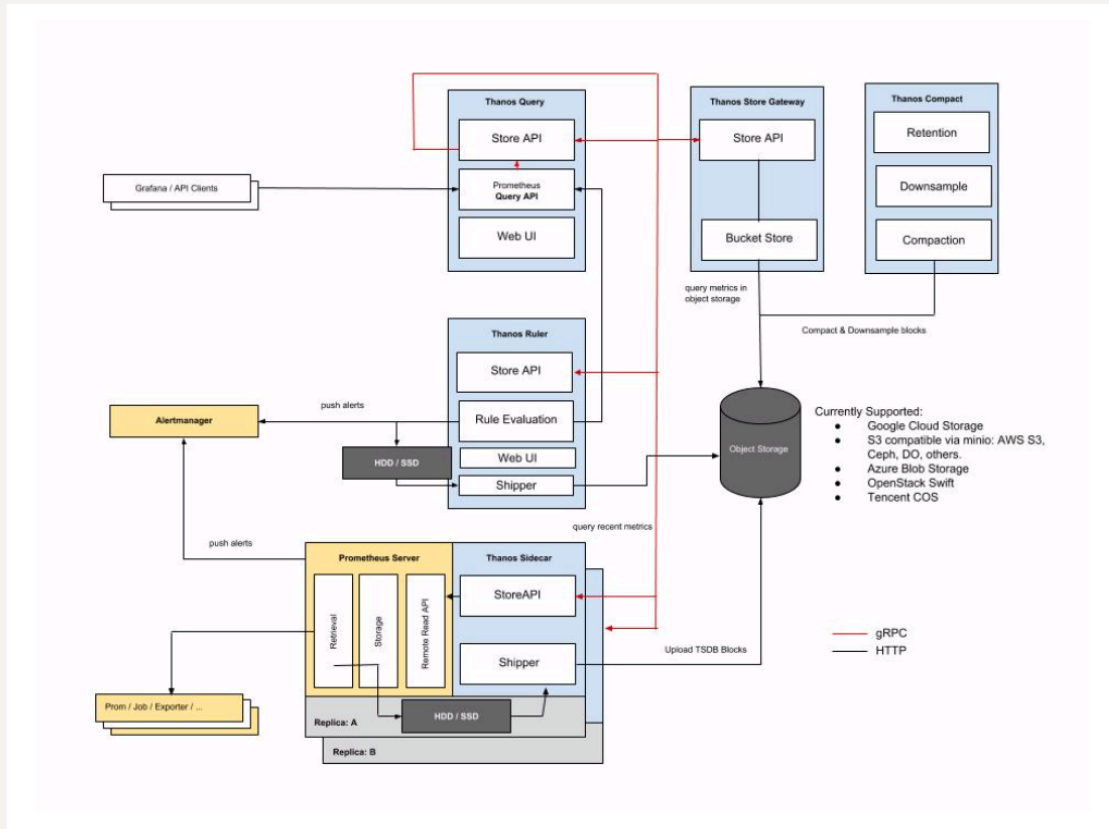 Thanos Query
Store API
Prometheus
Query API
Web UI
Thanos Store Gateway
Store API
Bucket Store
Thanos Compact
Retention
Downsample
Compaction
Grafana / API Clients
query metrics in
object storage
Compact & Downsample blocks
Thanos Ruler
Store API
Rule Evaluation
Web UI
Shipper
push alerts
Alertmanager
HDD / SSD
Object Storage
Currently Supported:
● Google Cloud Storage
● S3 compatible via minio: AWS S3,
Ceph, DO, others.
● Azure Blob Storage
● OpenStack Swift
● Tencent COS
query recent metrics
push alerts
Prometheus Server
Retrieval
Storage
Remote Read API
Thanos Sidecar
StoreAPI
Shipper
Upload TSDB Blocks
gRPC
HTTP
Prom / Job / Exporter / ...
HDD / SSD
Replica: A
Replica: B